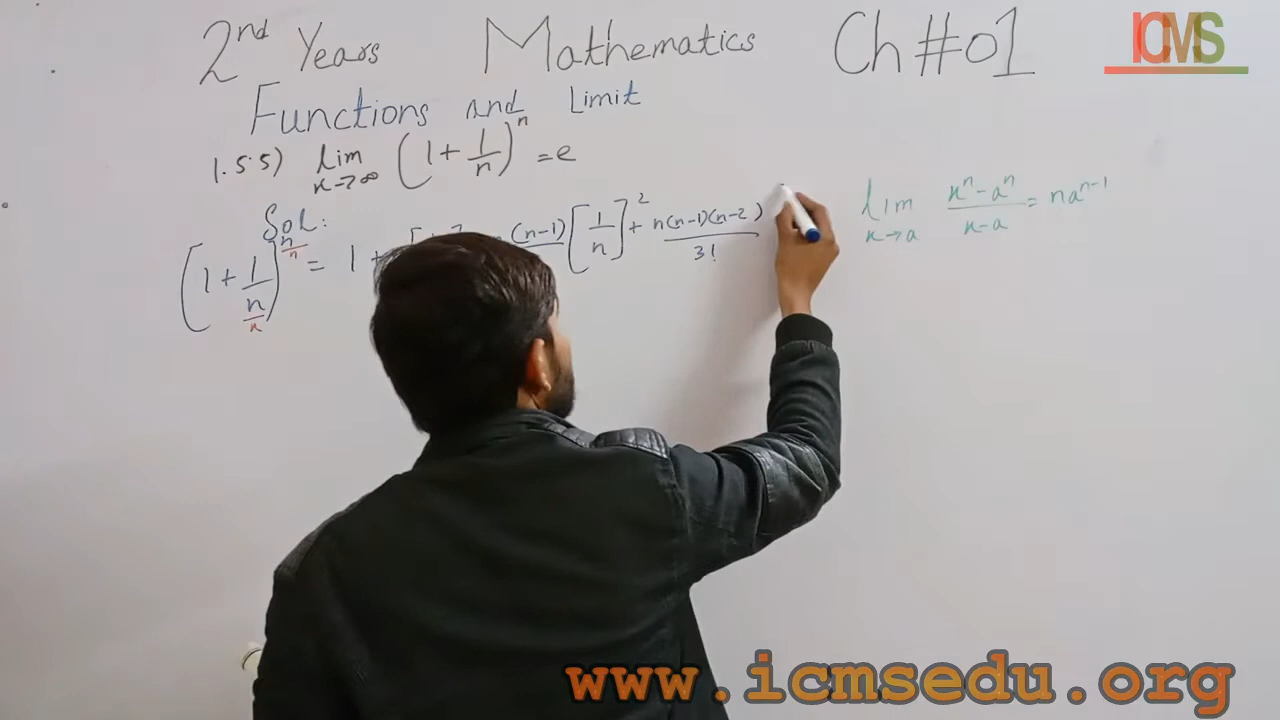 ICMS
2nd Years Mathematics Ch#01
Functions and Limit
1.5.5) lim x→∞ (1 + 1/n)^n = e
lim x→a (x^n - a^n)/(x - a) = na^(n-1)
Sol:
[1 + 1/n]^n = 1 + (n-1) [1/n]^2 + n(n-1)(n-2)/3!
www.icmsedu.org